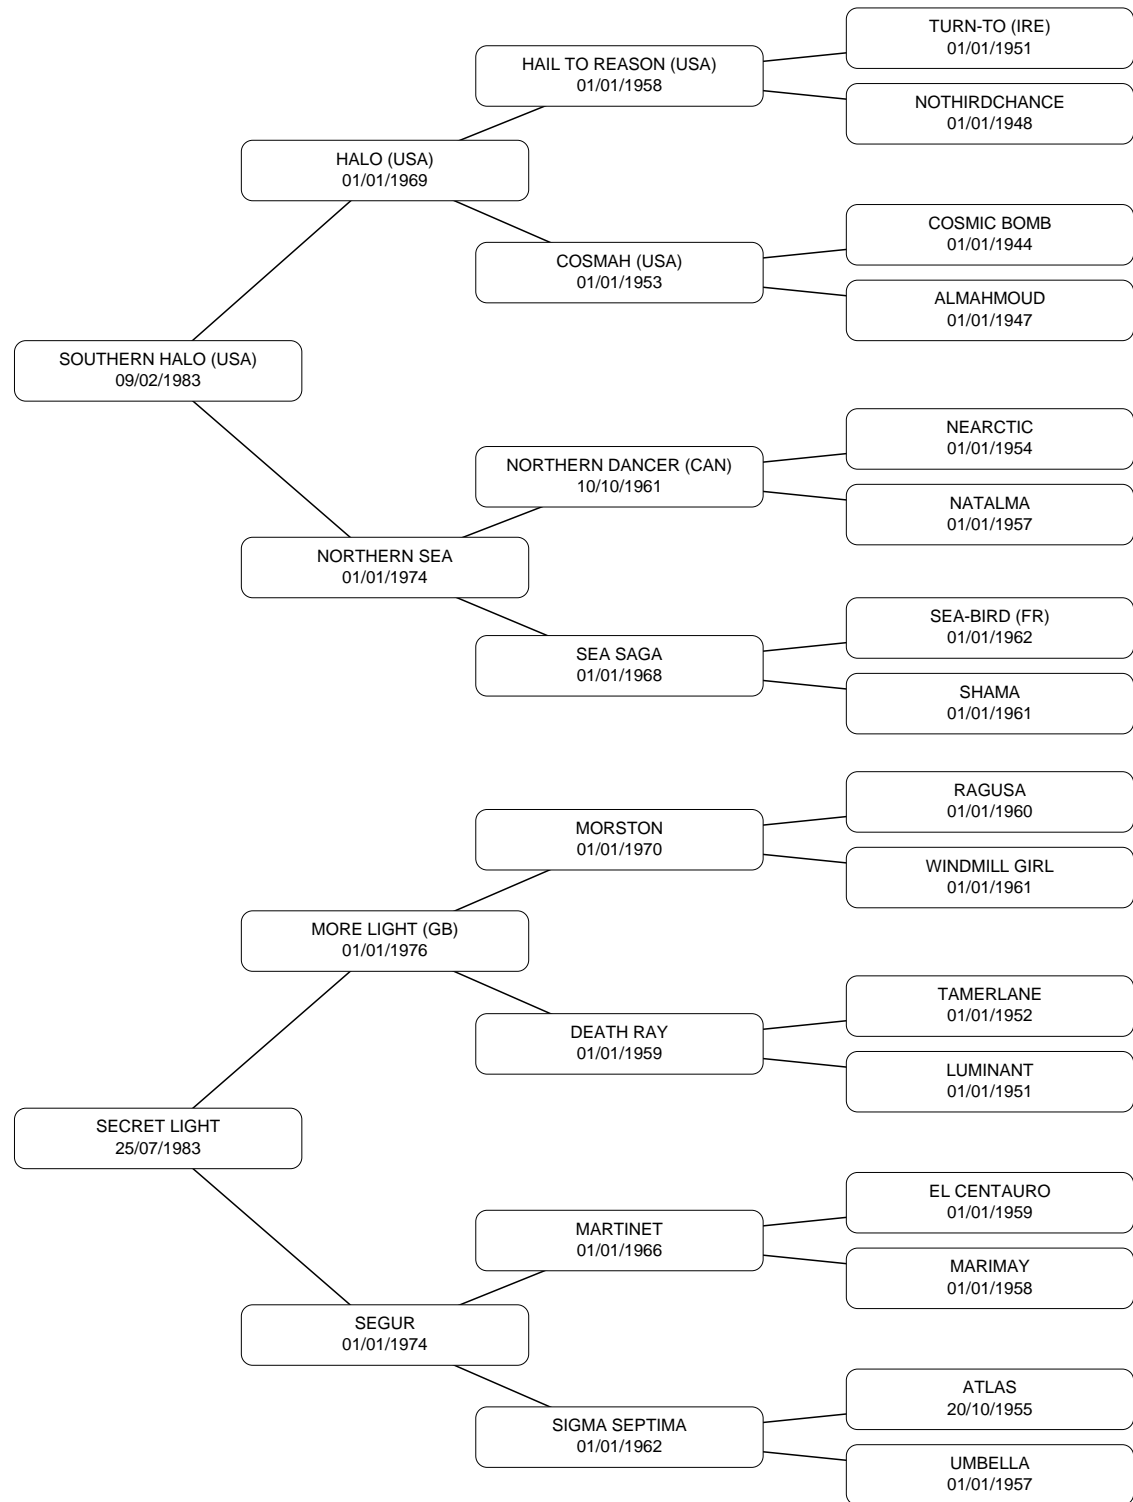 TURN-TO (IRE)
01/01/1951
HAIL TO REASON (USA)
01/01/1958
NOTHIRDCHANCE
01/01/1948
HALO (USA)
01/01/1969
COSMIC BOMB
01/01/1944
COSMAH (USA)
01/01/1953
ALMAHMOUD
01/01/1947
SOUTHERN HALO (USA)
09/02/1983
NEARCTIC
01/01/1954
NORTHERN DANCER (CAN)
10/10/1961
NATALMA
01/01/1957
NORTHERN SEA
01/01/1974
SEA-BIRD (FR)
01/01/1962
SEA SAGA
01/01/1968
SHAMA
01/01/1961
RAGUSA
01/01/1960
MORSTON
01/01/1970
WINDMILL GIRL
01/01/1961
MORE LIGHT (GB)
01/01/1976
TAMERLANE
01/01/1952
DEATH RAY
01/01/1959
LUMINANT
01/01/1951
SECRET LIGHT
25/07/1983
EL CENTAURO
01/01/1959
MARTINET
01/01/1966
MARIMAY
01/01/1958
SEGUR
01/01/1974
ATLAS
20/10/1955
SIGMA SEPTIMA
01/01/1962
UMBELLA
01/01/1957